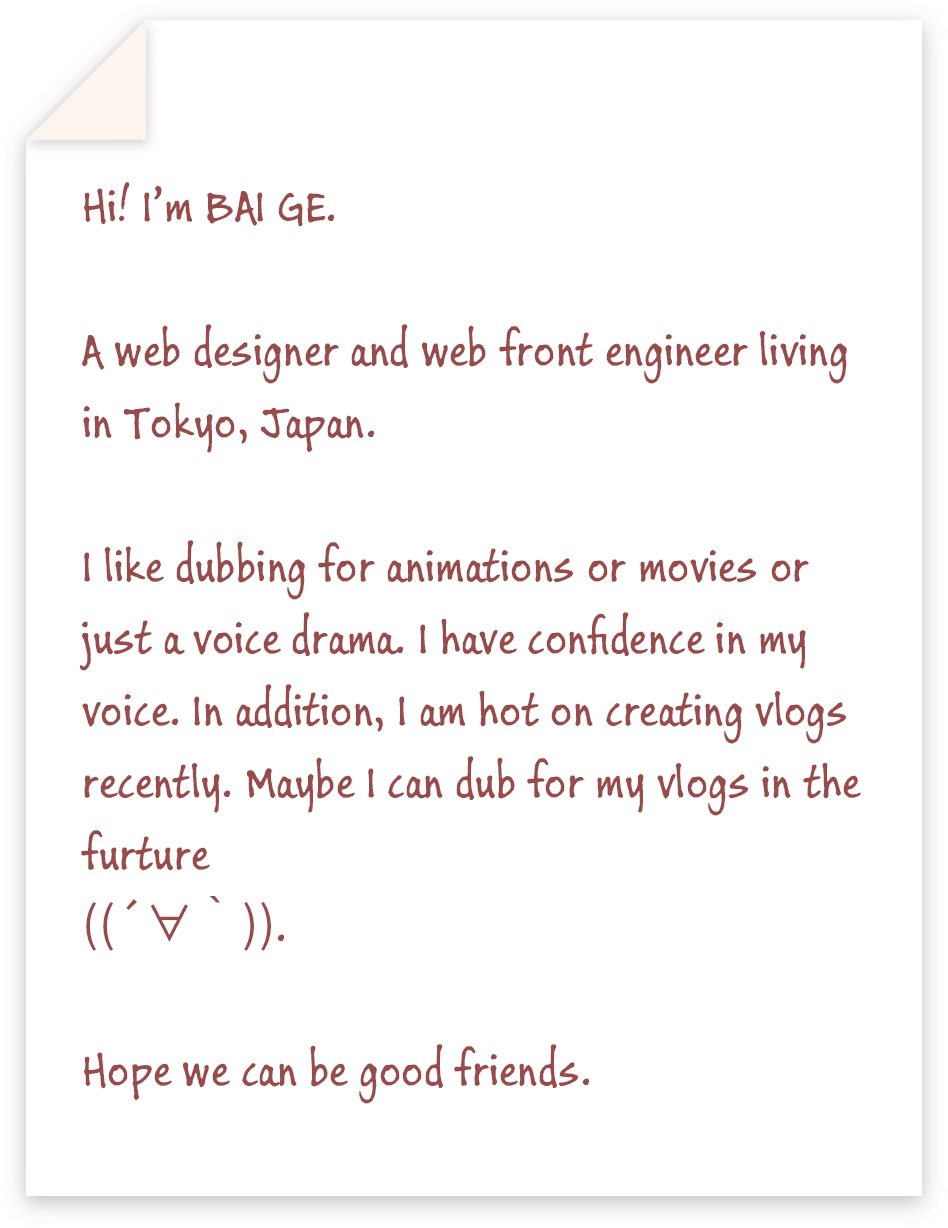 Hi! I’m BAI GE.
A web designer and web front engineer living
in Tokyo, Japan.
I like dubbing for animations or movies or
just a voice drama. I have confidence in my
voice. In addition, I am hot on creating vlogs
recently. Maybe I can dub for my vlogs in the
furture
((´∀｀)).
Hope we can be good friends.